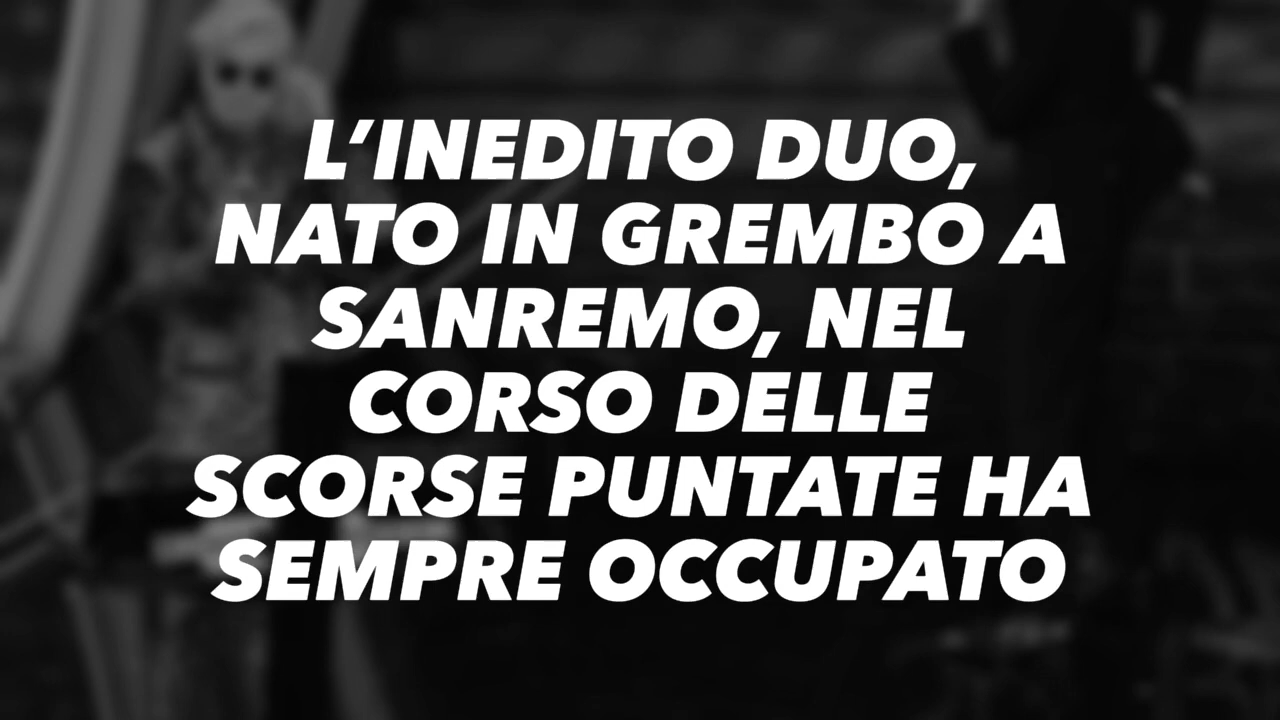 L’INEDITO DUO,
NATO IN GREMBO A
SANREMO, NEL
CORSO DELLE
SCORSE PUNTATE HA
SEMPRE OCCUPATO